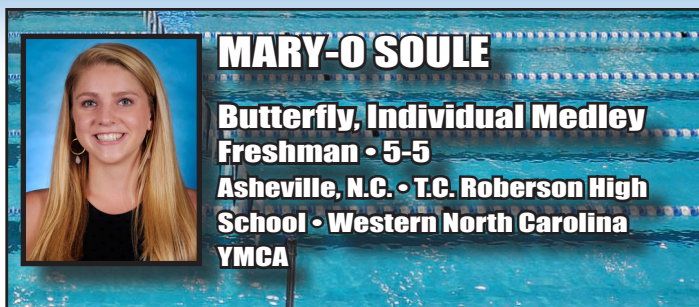 MARY-O SOULE
Butterfly, Individual Medley
Freshman • 5-5
Asheville, N.C. • T.C. Roberson High
School • Western North Carolina
YMCA